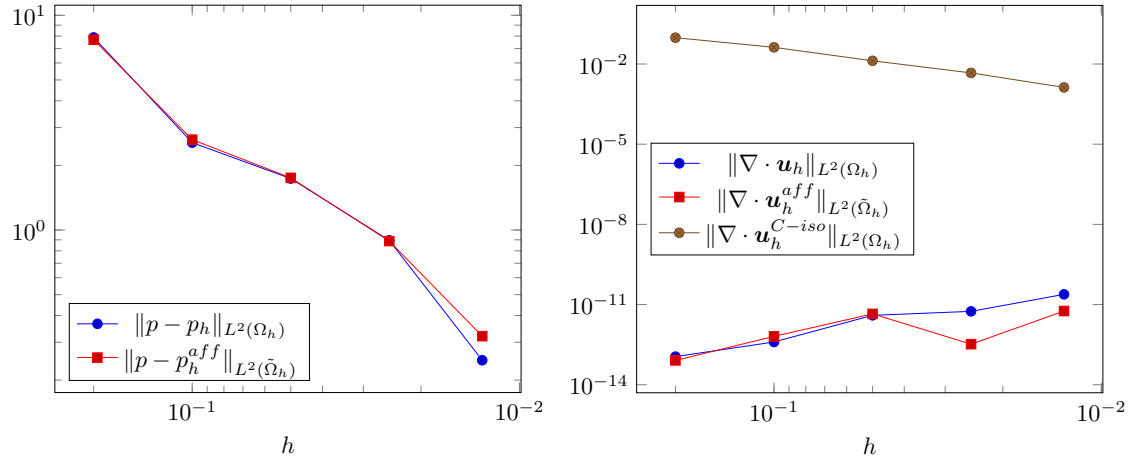 10^1
10^0
‖p − p_h‖_{L^2(Ω_h)}
‖p − p_h^{aff}‖_{L^2(\tilde{Ω}_h)}
10^{-1}
10^{-2}
h
10^{-2}
10^{-5}
10^{-8}
10^{-11}
10^{-14}
‖∇ · u_h‖_{L^2(Ω_h)}
‖∇ · u_h^{aff}‖_{L^2(\tilde{Ω}_h)}
‖∇ · u_h^{C−iso}‖_{L^2(Ω_h)}
10^{-1}
10^{-2}
h